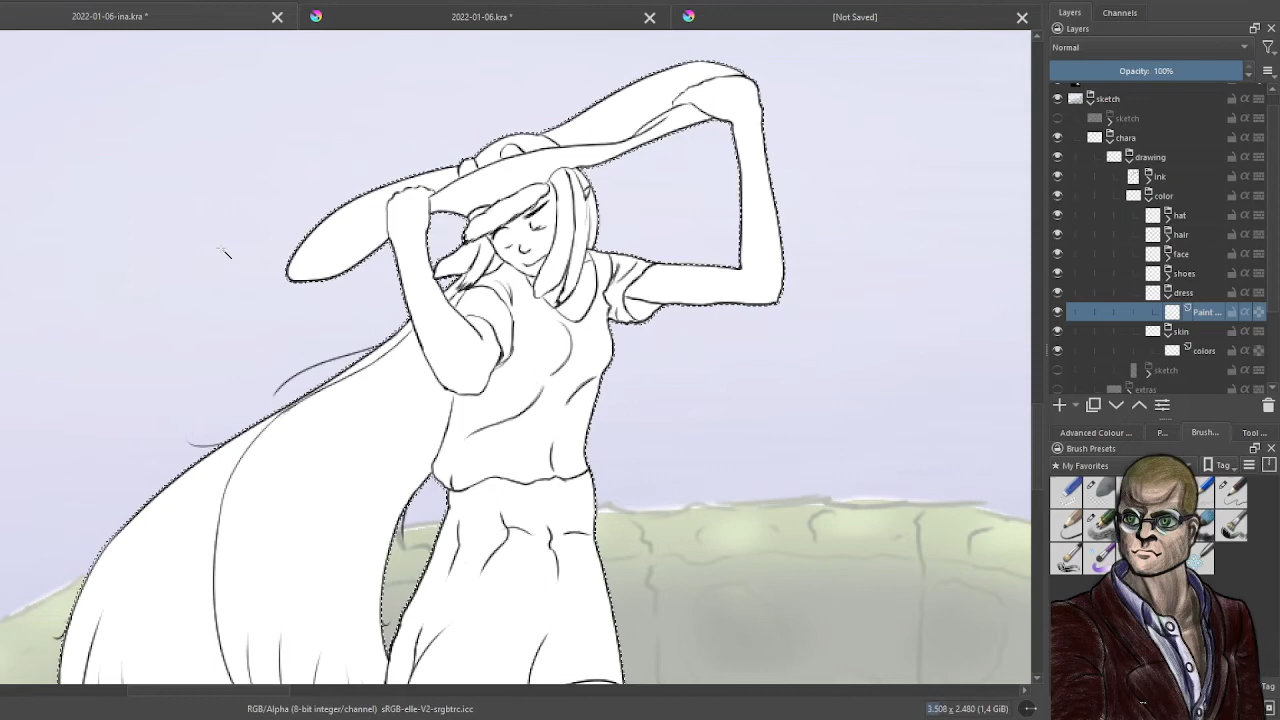 2022-01-06-ina.kra *
2022-01-06.kra *
[Not Saved]
Layers
Channels
Layers
Normal
Opacity: 100%
sketch
sketch
chara
drawing
Ink
color
hat
hair
face
shoes
dress
Paint ...
skin
colors
sketch
extras
Advanced Colour ...
P...
Brush...
Tool ...
Brush Presets
★ My Favorites
Tag
Tag
RGB/Alpha (8-bit integer/channel) sRGB-elle-V2-srgbtrc.icc
3.508 x 2.480 (1,4 GiB)